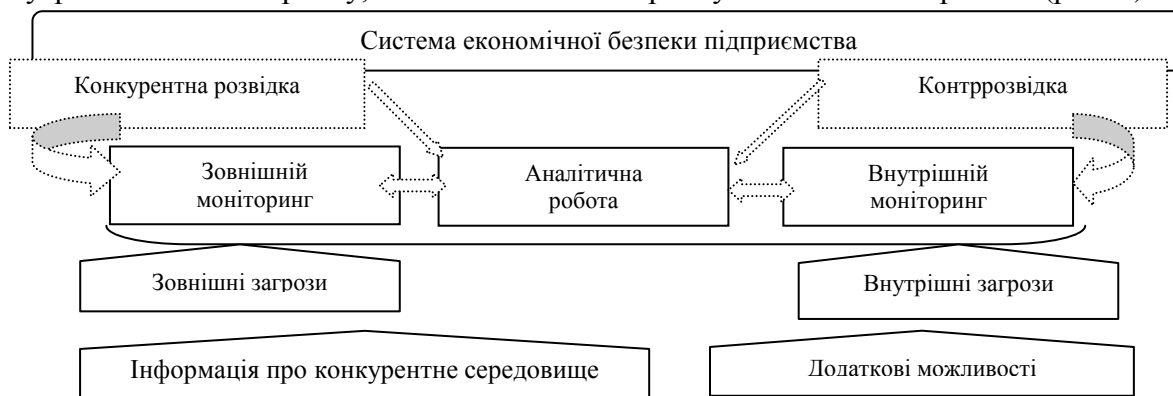 Система економічної безпеки підприємства
Конкурентна розвідка
Контррозвідка
Зовнішній
моніторинг
Аналітична
робота
Внутрішній
моніторинг
Зовнішні загрози
Внутрішні загрози
Інформація про конкурентне середовище
Додаткові можливості